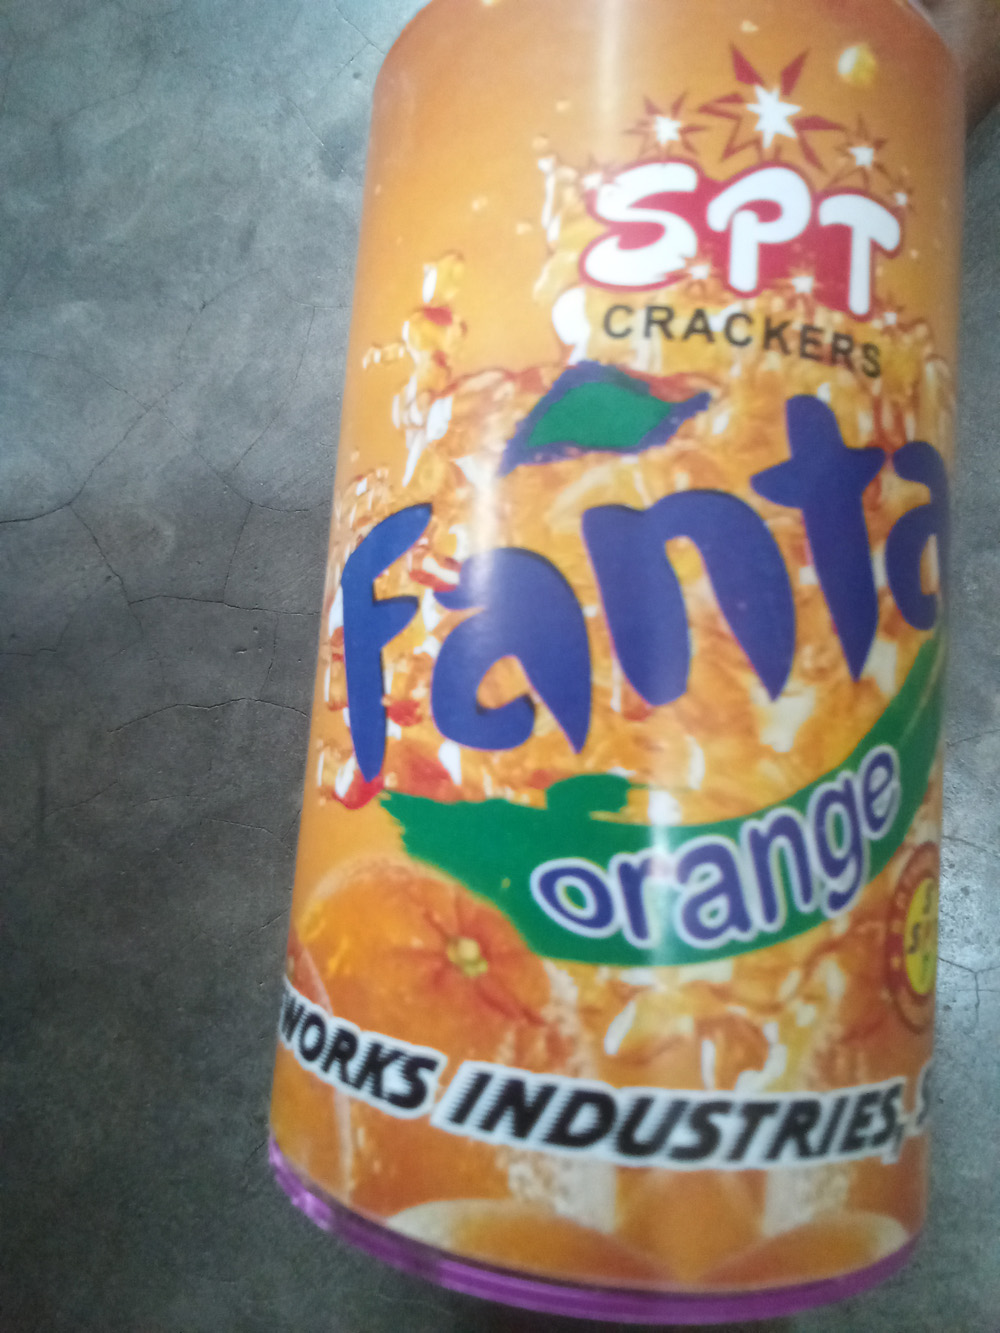 SPT
CRACKERS
Fanta
orange
WORKS INDUSTRIES,